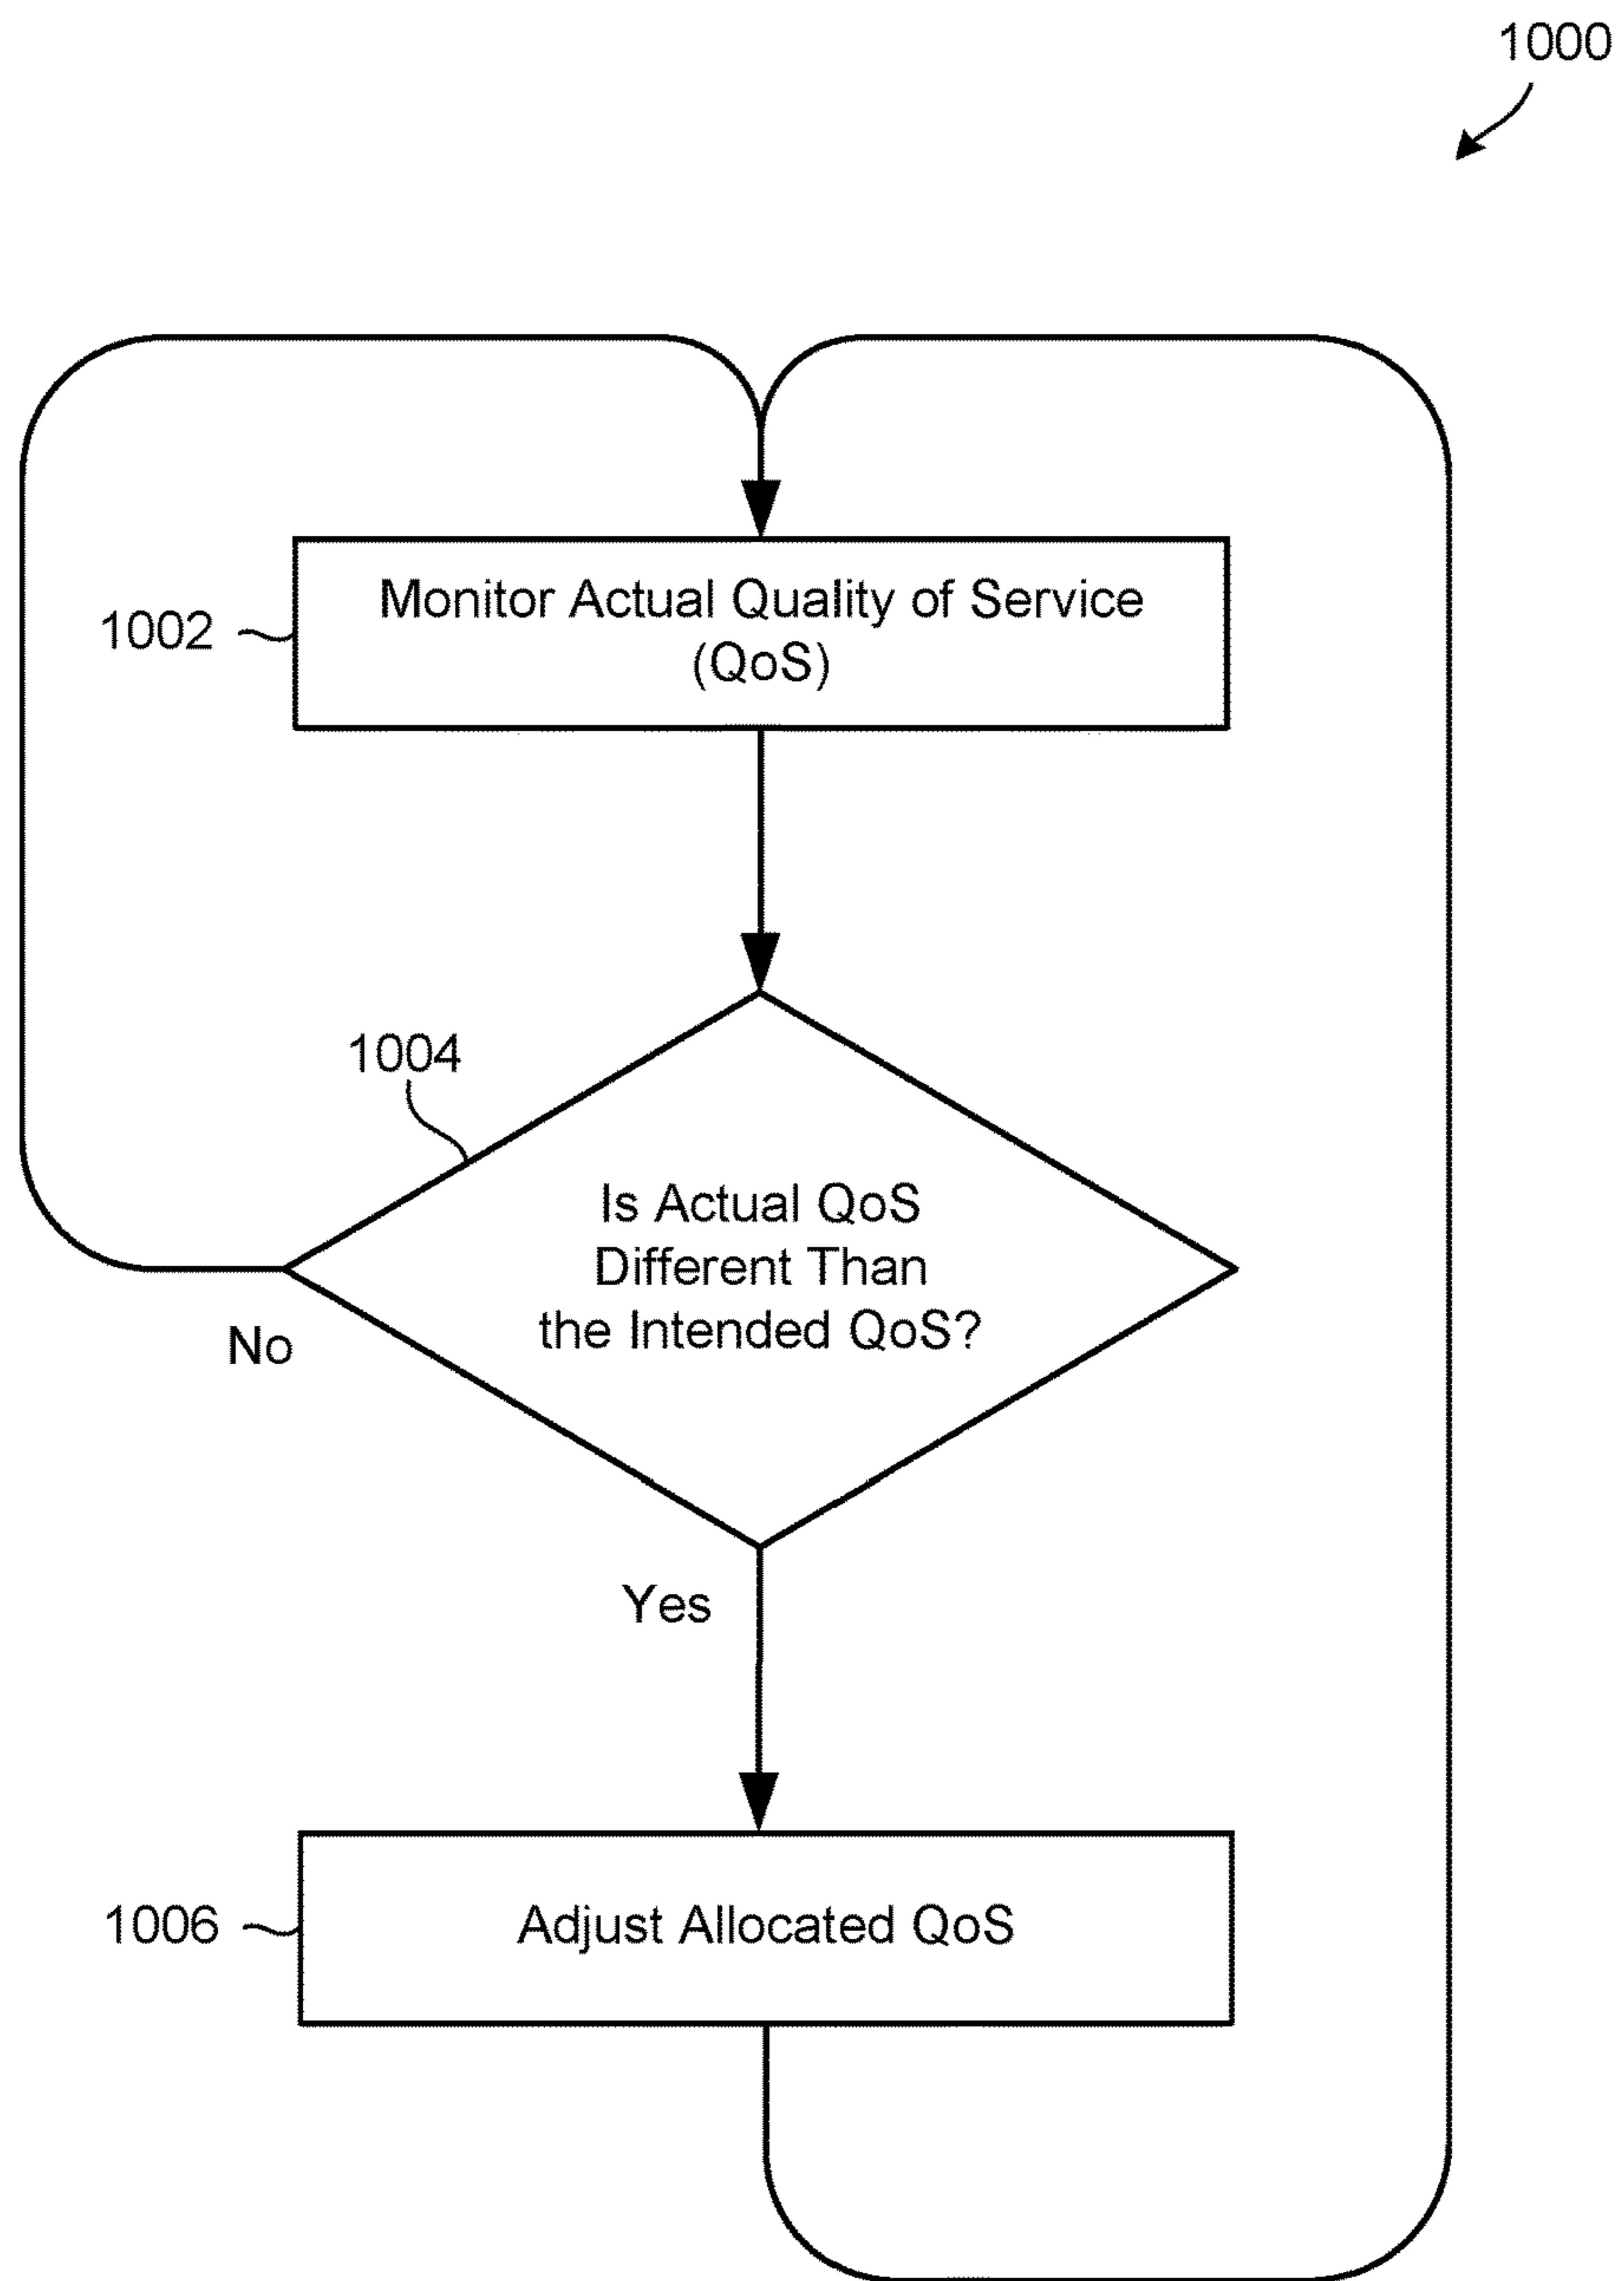 1000
Monitor Actual Quality of Service
(QoS)
1002
1004
Is Actual QoS
Different Than
the Intended QoS?
No
Yes
1006
Adjust Allocated QoS